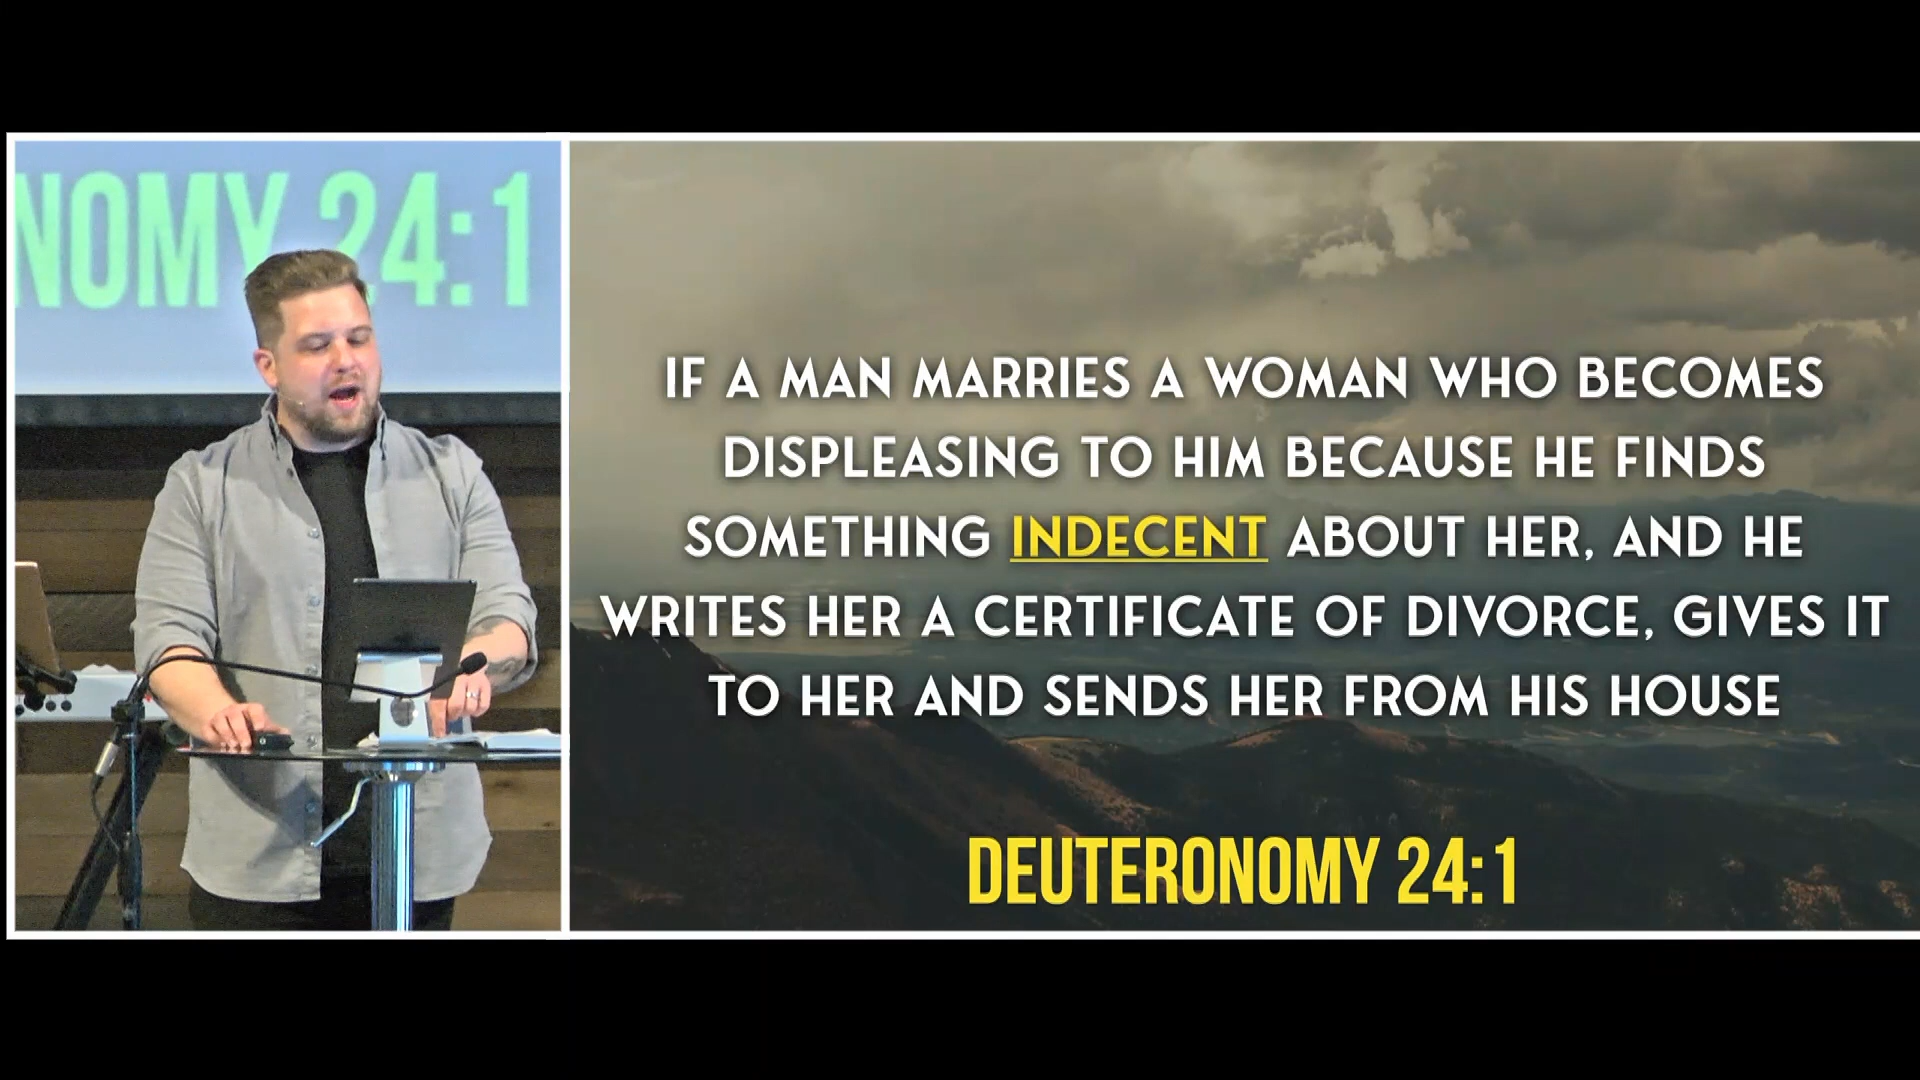 NOMY 24:1
IF A MAN MARRIES A WOMAN WHO BECOMES
DISPLEASING TO HIM BECAUSE HE FINDS
SOMETHING INDECENT ABOUT HER, AND HE
WRITES HER A CERTIFICATE OF DIVORCE, GIVES IT
TO HER AND SENDS HER FROM HIS HOUSE
DEUTERONOMY 24:1